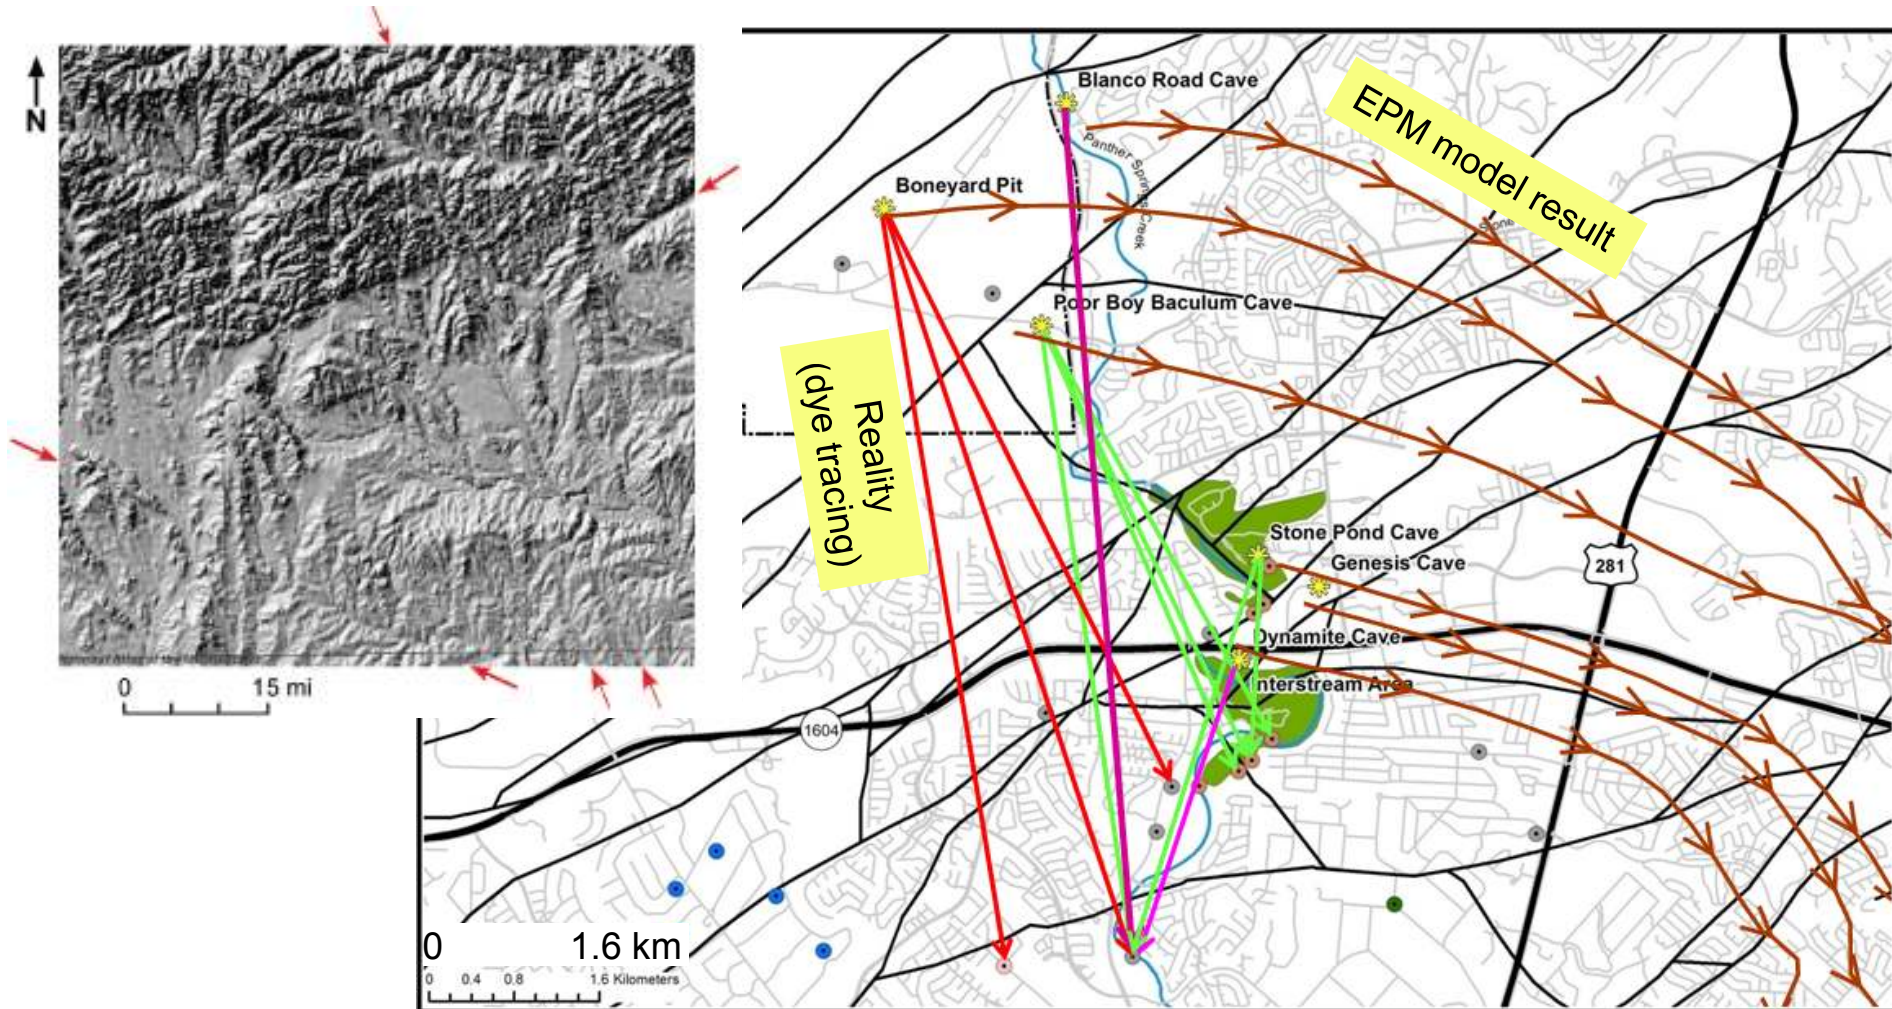 N
0 15 mi
Blanco Road Cave
EPM model result
Panther Springs Creek
Boneyard Pit
Stone
Poor Boy Baculum Cave
Reality
(dye tracing)
Stone Pond Cave
Genesis Cave
281
Dynamite Cave
Interstream Area
1604
0 1.6 km
0 0.4 0.8 1.6 Kilometers